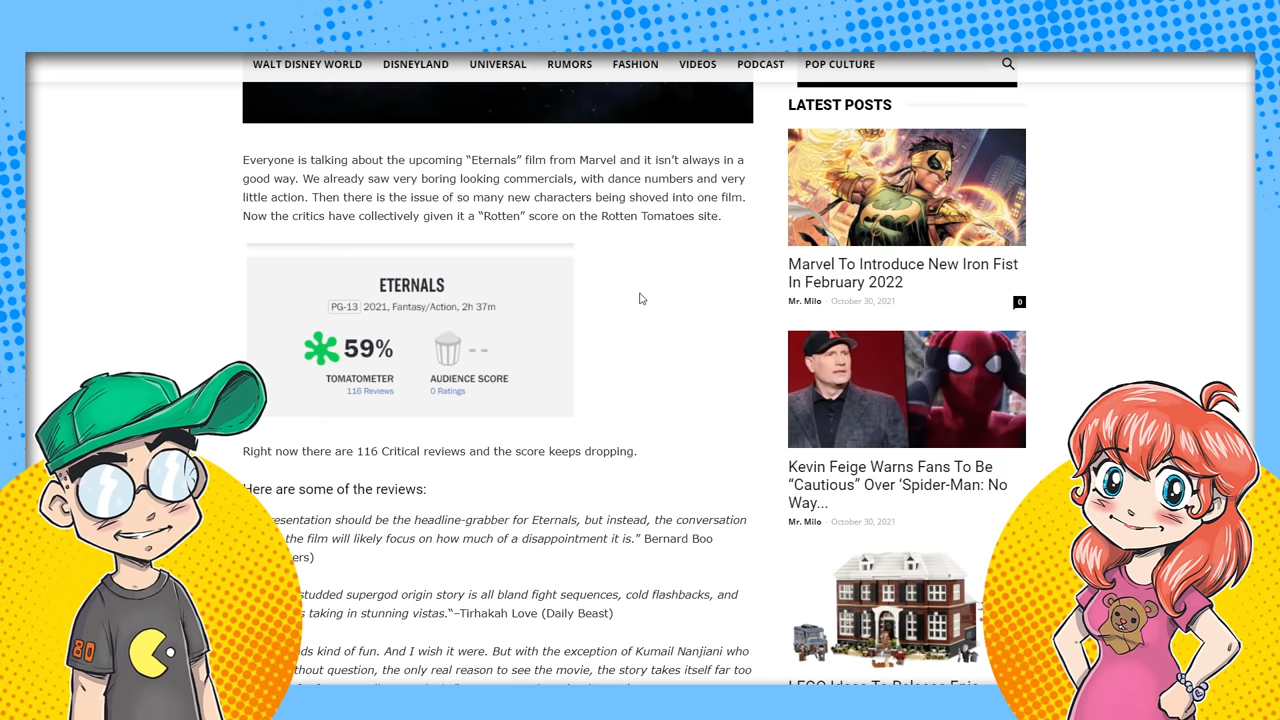 WALT DISNEY WORLD DISNEYLAND UNIVERSAL RUMORS FASHION VIDEOS PODCAST POP CULTURE
Everyone is talking about the upcoming “Eternals” film from Marvel and it isn’t always in a
good way. We already saw very boring looking commercials, with dance numbers and very
little action. Then there is the issue of so many new characters being shoved into one film.
Now the critics have collectively given it a “Rotten” score on the Rotten Tomatoes site.
ETERNALS
PG-13 2021, Fantasy/Action, 2h 37m
59% --
TOMATOMETER AUDIENCE SCORE
116 Reviews 0 Ratings
Right now there are 116 Critical reviews and the score keeps dropping.
Here are some of the reviews:
should be the headline-grabber for Eternals, but instead, the conversation
the film will likely focus on how much of a disappointment it is.” Bernard Boo
supergod origin story is all bland fight sequences, cold flashbacks, and
taking in stunning vistas.“–Tirhakah Love (Daily Beast)
kind of fun. And I wish it were. But with the exception of Kumail Nanjiani who
question, the only real reason to see the movie, the story takes itself far too
LATEST POSTS
Marvel To Introduce New Iron Fist
In February 2022
Mr. Milo - October 30, 2021 0
Kevin Feige Warns Fans To Be
“Cautious” Over ‘Spider-Man: No
Way...
Mr. Milo - October 30, 2021
LEGO Ideas To Release Epic
80